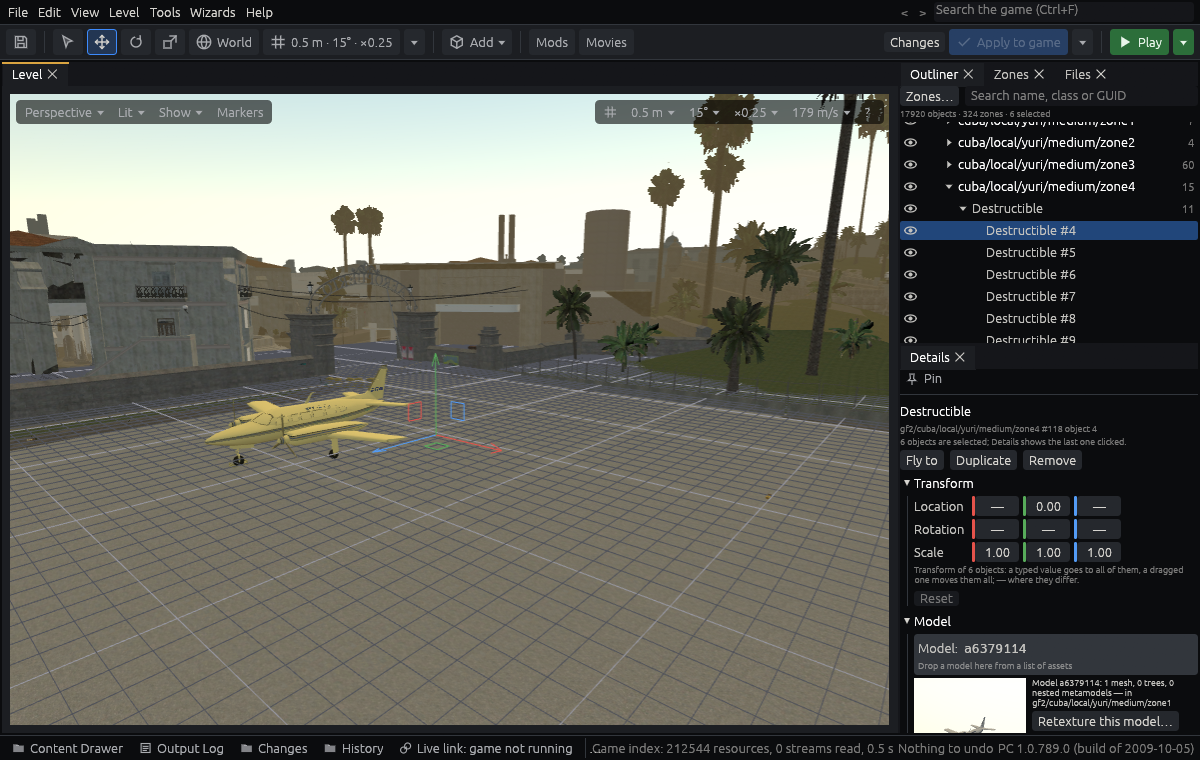 File Edit View Level Tools Wizards Help
< > Search the game (Ctrl+F)
World 0.5 m · 15° · ×0.25 Add Mods Movies Changes Apply to game Play
Level
Outliner Zones Files
Perspective Lit Show Markers 0.5 m 15° ×0.25 179 m/s ?
Zones… Search name, class or GUID
17920 objects · 324 zones · 6 selected
cuba/local/yuri/medium/zone1
cuba/local/yuri/medium/zone2 4
cuba/local/yuri/medium/zone3 60
cuba/local/yuri/medium/zone4 15
Destructible 11
Destructible #4
Destructible #5
Destructible #6
Destructible #7
Destructible #8
Destructible #9
Details
Pin
Destructible
gf2/cuba/local/yuri/medium/zone4 #118 object 4
6 objects are selected; Details shows the last one clicked.
Fly to Duplicate Remove
Transform
Location — 0.00 —
Rotation — — —
Scale 1.00 1.00 1.00
Transform of 6 objects: a typed value goes to all of them, a dragged
one moves them all; — where they differ.
Reset
Model
Model: a6379114
Drop a model here from a list of assets
Model a6379114: 1 mesh, 0 trees, 0
nested metamodels — in
gf2/cuba/local/yuri/medium/zone1
Retexture this model…
Content Drawer Output Log Changes History Live link: game not running .Game index: 212544 resources, 0 streams read, 0.5 s Nothing to undo PC 1.0.789.0 (build of 2009-10-05)